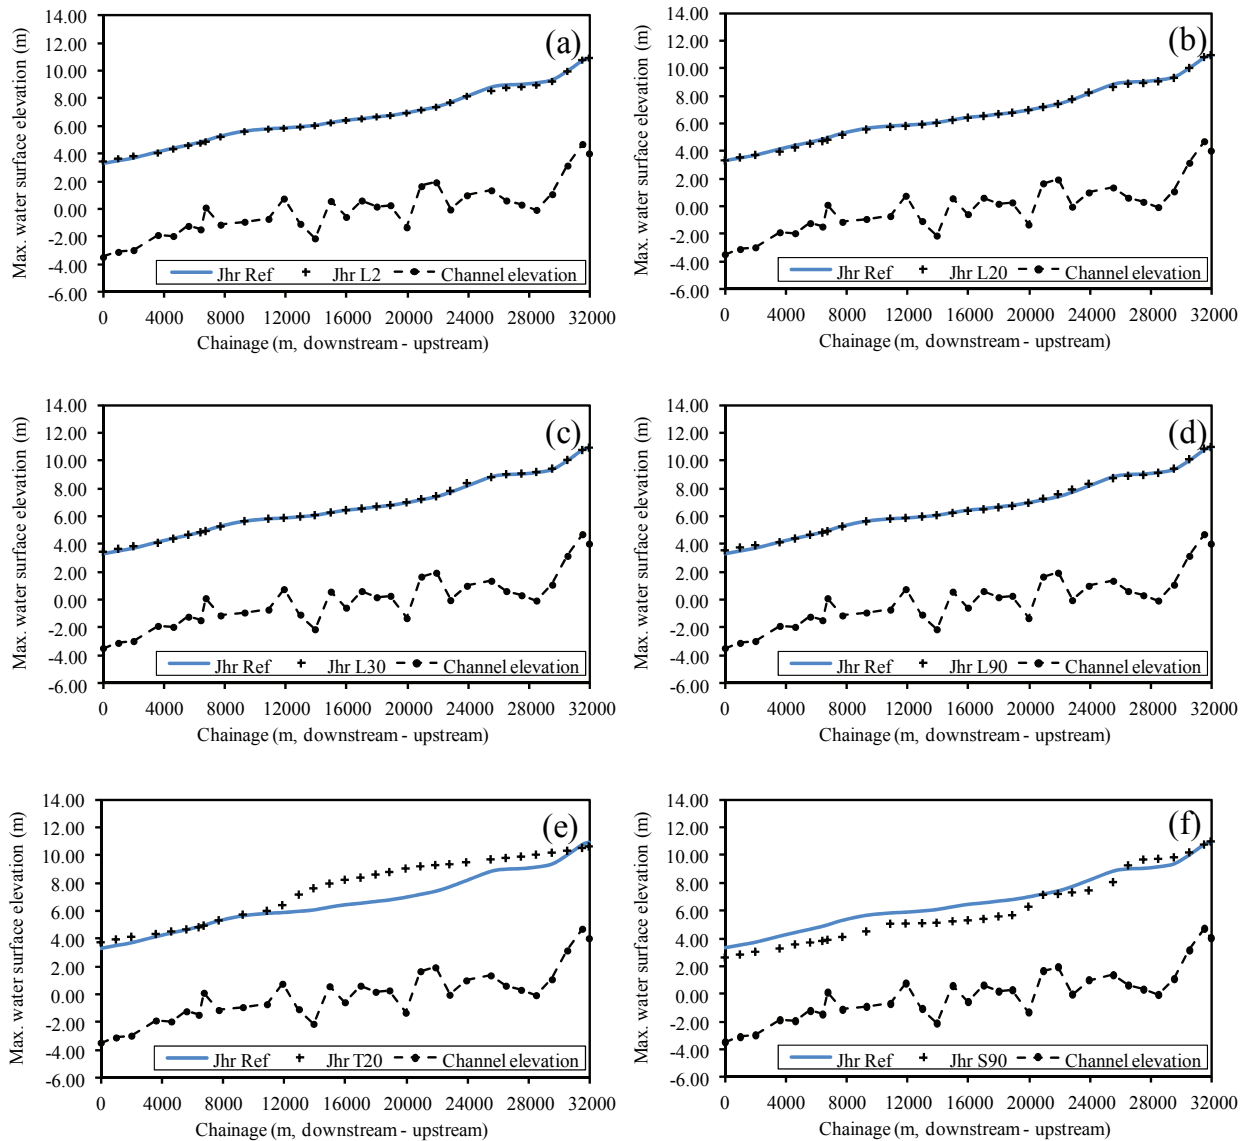 Max. water surface elevation (m)
14.00
12.00
10.00
8.00
6.00
4.00
2.00
0.00
-2.00
-4.00
-6.00
(a)
Jhr Ref Jhr L2 Channel elevation
0 4000 8000 12000 16000 20000 24000 28000 32000
Chainage (m, downstream - upstream)
Max. water surface elevation (m)
14.00
12.00
10.00
8.00
6.00
4.00
2.00
0.00
-2.00
-4.00
-6.00
(b)
Jhr Ref Jhr L20 Channel elevation
0 4000 8000 12000 16000 20000 24000 28000 32000
Chainage (m, downstream - upstream)
Max. water surface elevation (m)
14.00
12.00
10.00
8.00
6.00
4.00
2.00
0.00
-2.00
-4.00
-6.00
(c)
Jhr Ref Jhr L30 Channel elevation
0 4000 8000 12000 16000 20000 24000 28000 32000
Chainage (m, downstream - upstream)
Max. water surface elevation (m)
14.00
12.00
10.00
8.00
6.00
4.00
2.00
0.00
-2.00
-4.00
-6.00
(d)
Jhr Ref Jhr L90 Channel elevation
0 4000 8000 12000 16000 20000 24000 28000 32000
Chainage (m, downstream - upstream)
Max. water surface elevation (m)
14.00
12.00
10.00
8.00
6.00
4.00
2.00
0.00
-2.00
-4.00
-6.00
(e)
Jhr Ref Jhr T20 Channel elevation
0 4000 8000 12000 16000 20000 24000 28000 32000
Chainage (m, downstream - upstream)
Max. water surface elevation (m)
14.00
12.00
10.00
8.00
6.00
4.00
2.00
0.00
-2.00
-4.00
-6.00
(f)
Jhr Ref Jhr S90 Channel elevation
0 4000 8000 12000 16000 20000 24000 28000 32000
Chainage (m, downstream - upstream)